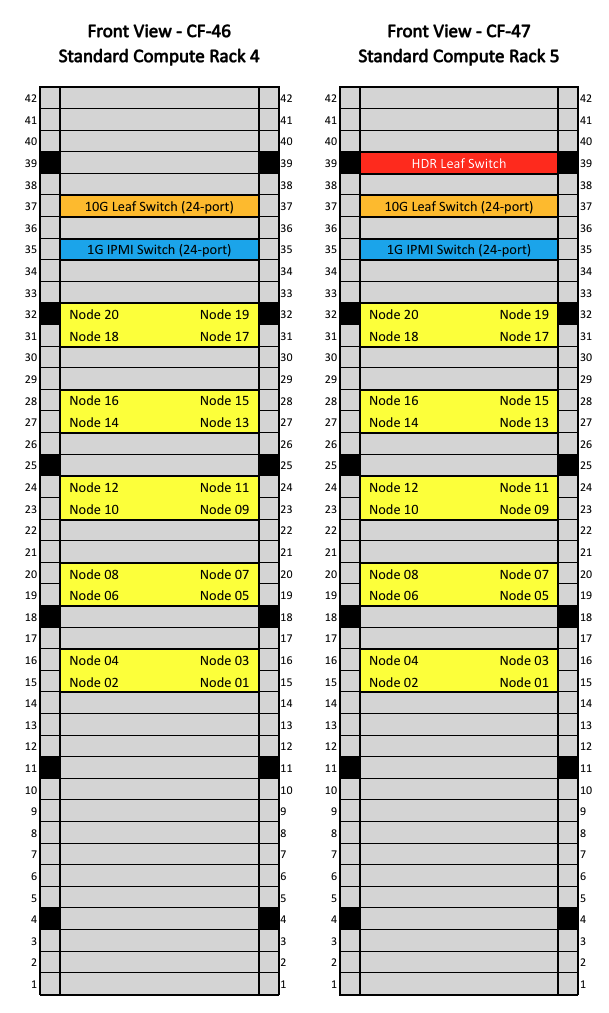 Front View - CF-46
Standard Compute Rack 4
42 42
41 41
40 40
39 39
38 38
37 10G Leaf Switch (24-port) 37
36 36
35 1G IPMI Switch (24-port) 35
34 34
33 33
32 Node 20 Node 19 32
31 Node 18 Node 17 31
30 30
29 29
28 Node 16 Node 15 28
27 Node 14 Node 13 27
26 26
25 25
24 Node 12 Node 11 24
23 Node 10 Node 09 23
22 22
21 21
20 Node 08 Node 07 20
19 Node 06 Node 05 19
18 18
17 17
16 Node 04 Node 03 16
15 Node 02 Node 01 15
14 14
13 13
12 12
11 11
10 10
9 9
8 8
7 7
6 6
5 5
4 4
3 3
2 2
1 1
Front View - CF-47
Standard Compute Rack 5
42 42
41 41
40 40
39 HDR Leaf Switch 39
38 38
37 10G Leaf Switch (24-port) 37
36 36
35 1G IPMI Switch (24-port) 35
34 34
33 33
32 Node 20 Node 19 32
31 Node 18 Node 17 31
30 30
29 29
28 Node 16 Node 15 28
27 Node 14 Node 13 27
26 26
25 25
24 Node 12 Node 11 24
23 Node 10 Node 09 23
22 22
21 21
20 Node 08 Node 07 20
19 Node 06 Node 05 19
18 18
17 17
16 Node 04 Node 03 16
15 Node 02 Node 01 15
14 14
13 13
12 12
11 11
10 10
9 9
8 8
7 7
6 6
5 5
4 4
3 3
2 2
1 1